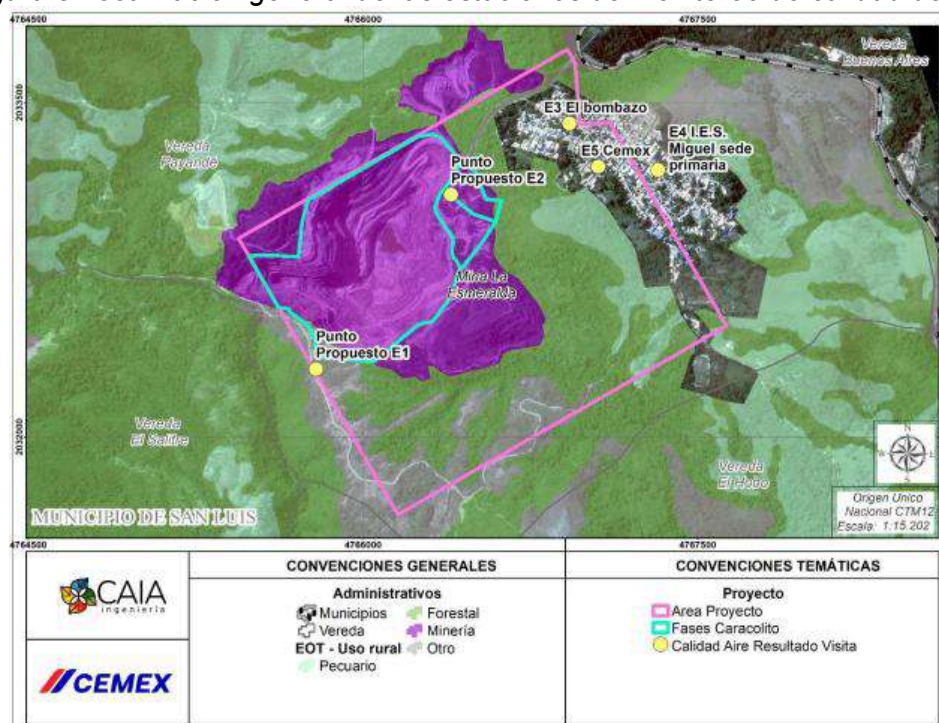 4764500 4766000 4767500
2033500
2032000
Vereda
Buenos Aires
Vereda
Payandé
E3 El bombazo
E4 I.E.S.
Miguel sede
primaria
E5 Cemex
Punto
Propuesto E2
Mina La
Esmeralda
Punto
Propuesto E1
Vereda
El Salitre
Vereda
El Hobo
N
W E
S
MUNICIPIO DE SAN LUIS
Origen Unico
Nacional CTM12
Escala: 1:15.202
4764500 4766000 4767500
CAIA
ingeniería
CEMEX
CONVENCIONES GENERALES
Administrativos
Municipios
Vereda
EOT - Uso rural
Pecuario
Forestal
Minería
Otro
CONVENCIONES TEMÁTICAS
Proyecto
Area Proyecto
Fases Caracolito
Calidad Aire Resultado Visita